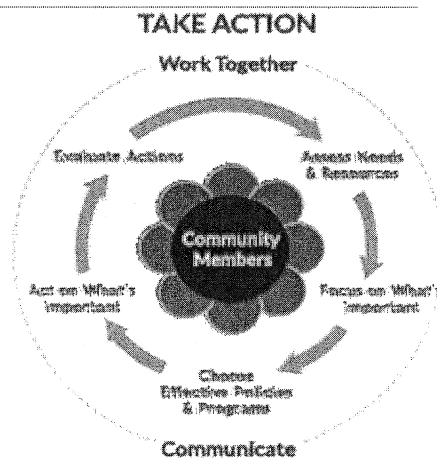 TAKE ACTION
Work Together
Evaluate Actions
Assess Needs
& Resources
Community
Members
Act on What's
Important
Focus on What's
Important
Choose
Effective Policies
& Programs
Communicate